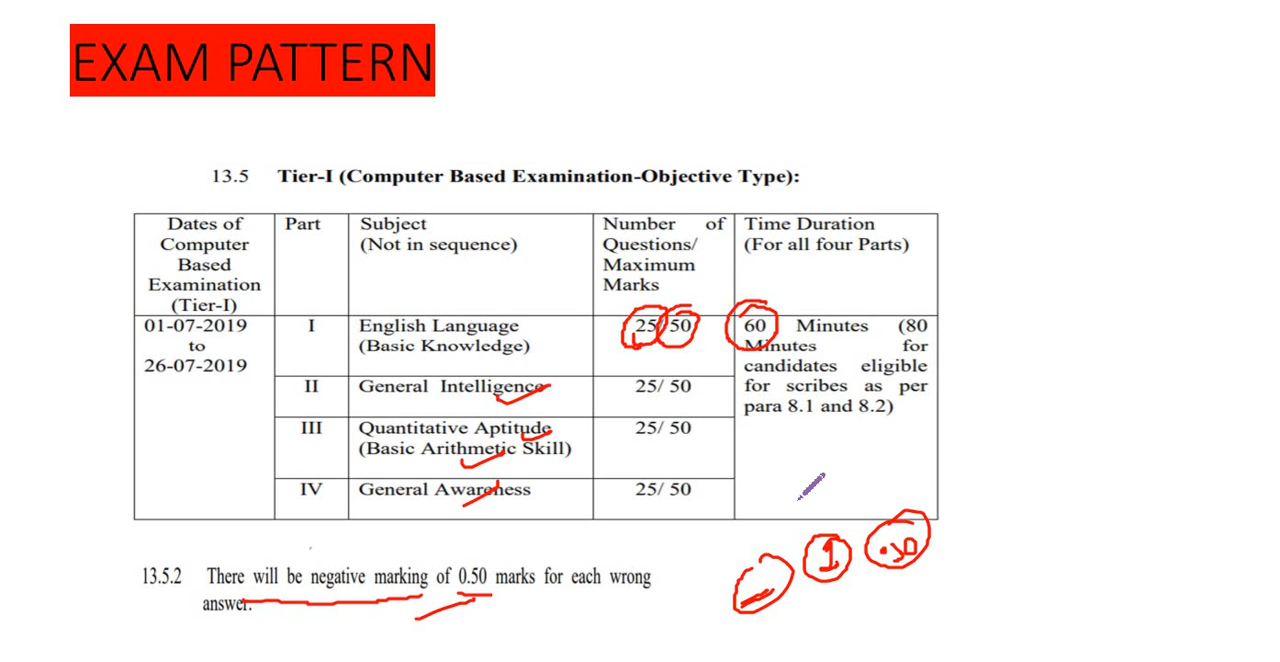 EXAM PATTERN
13.5 Tier-I (Computer Based Examination-Objective Type):
Dates of Computer Based Examination (Tier-I)
Part
Subject
(Not in sequence)
Number of Questions/ Maximum Marks
Time Duration
(For all four Parts)
01-07-2019
to
26-07-2019
I
English Language
(Basic Knowledge)
25/ 50
60 Minutes (80
Minutes for
candidates eligible
for scribes as per
para 8.1 and 8.2)
II
General Intelligence
25/ 50
III
Quantitative Aptitude
(Basic Arithmetic Skill)
25/ 50
IV
General Awareness
25/ 50
1
13.5.2 There will be negative marking of 0.50 marks for each wrong
answer.